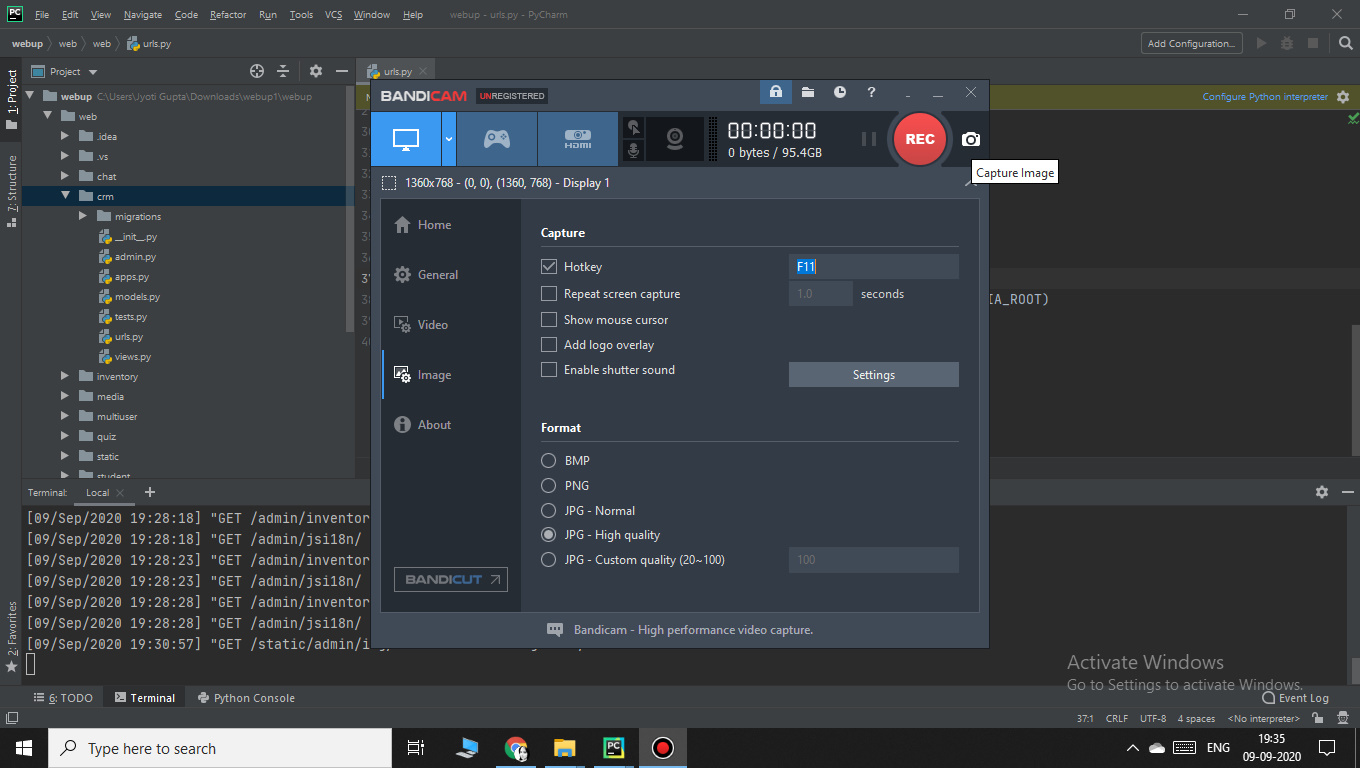 File Edit View Navigate Code Refactor Run Tools VCS Window Help webup - urls.py - PyCharm
webup web web urls.py Add Configuration...
1: Project
7: Structure
2: Favorites
Project
webup C:\Users\Jyoti Gupta\Downloads\webup1\webup
web
.idea
.vs
chat
crm
migrations
__init__.py
admin.py
apps.py
models.py
tests.py
urls.py
views.py
inventory
media
multiuser
quiz
static
student
urls.py
Configure Python interpreter
IA_ROOT)
BANDICAM UNREGISTERED
HDMI
00:00:00
0 bytes / 95.4GB
REC
Capture Image
1360x768 - (0, 0), (1360, 768) - Display 1
Home
General
Video
Image
About
BANDICUT
Capture
Hotkey F11
Repeat screen capture 1.0 seconds
Show mouse cursor
Add logo overlay
Enable shutter sound Settings
Format
BMP
PNG
JPG - Normal
JPG - High quality
JPG - Custom quality (20~100) 100
Bandicam - High performance video capture.
Terminal: Local
[09/Sep/2020 19:28:18] "GET /admin/inventor
[09/Sep/2020 19:28:18] "GET /admin/jsi18n/
[09/Sep/2020 19:28:23] "GET /admin/inventor
[09/Sep/2020 19:28:23] "GET /admin/jsi18n/
[09/Sep/2020 19:28:28] "GET /admin/inventor
[09/Sep/2020 19:28:28] "GET /admin/jsi18n/
[09/Sep/2020 19:30:57] "GET /static/admin/i
Activate Windows
Go to Settings to activate Windows.
6: TODO Terminal Python Console Event Log
37:1 CRLF UTF-8 4 spaces <No interpreter>
Type here to search
ENG
19:35
09-09-2020